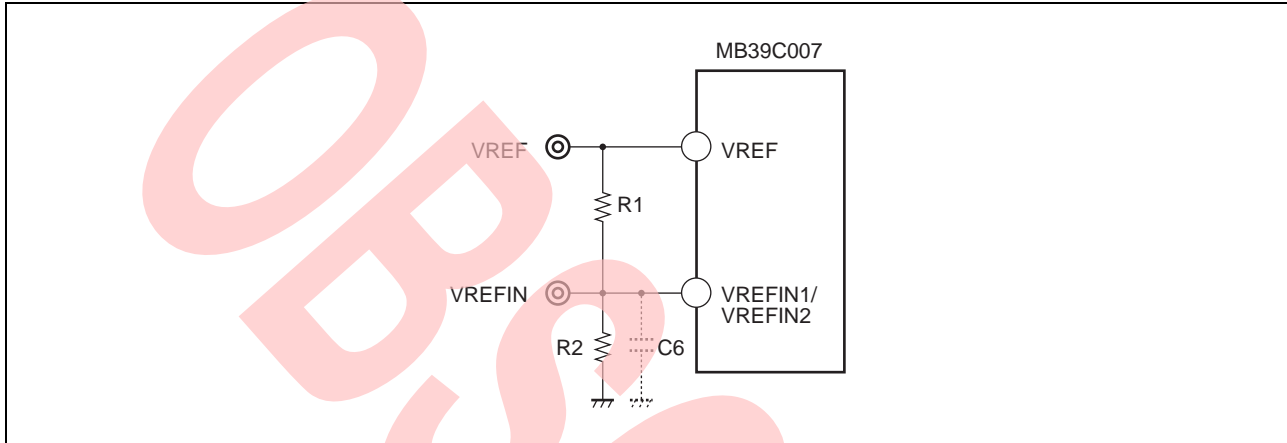 MB39C007
VREF
VREF
R1
VREFIN
VREFIN1/
VREFIN2
R2
C6
OBS